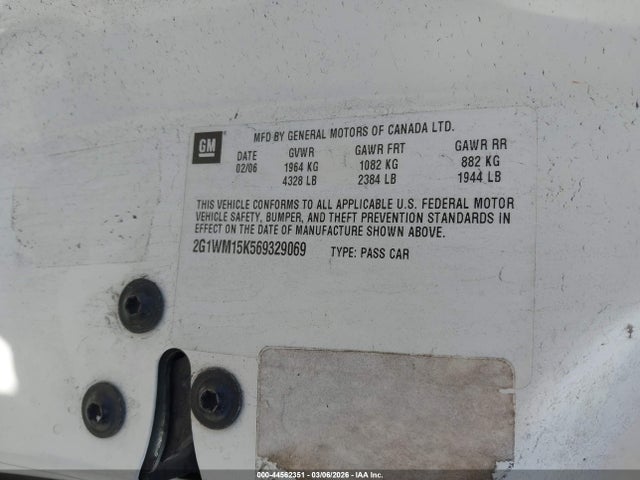 MFD BY GENERAL MOTORS OF CANADA LTD.
GM
DATE GVWR GAWR FRT GAWR RR
02/06 1964 KG 1082 KG 882 KG
4328 LB 2384 LB 1944 LB
THIS VEHICLE CONFORMS TO ALL APPLICABLE U.S. FEDERAL MOTOR
VEHICLE SAFETY, BUMPER, AND THEFT PREVENTION STANDARDS IN
EFFECT ON THE DATE OF MANUFACTURE SHOWN ABOVE.
2G1WM15K569329069 TYPE: PASS CAR
000-44562351 - 03/06/2026 - IAA Inc.